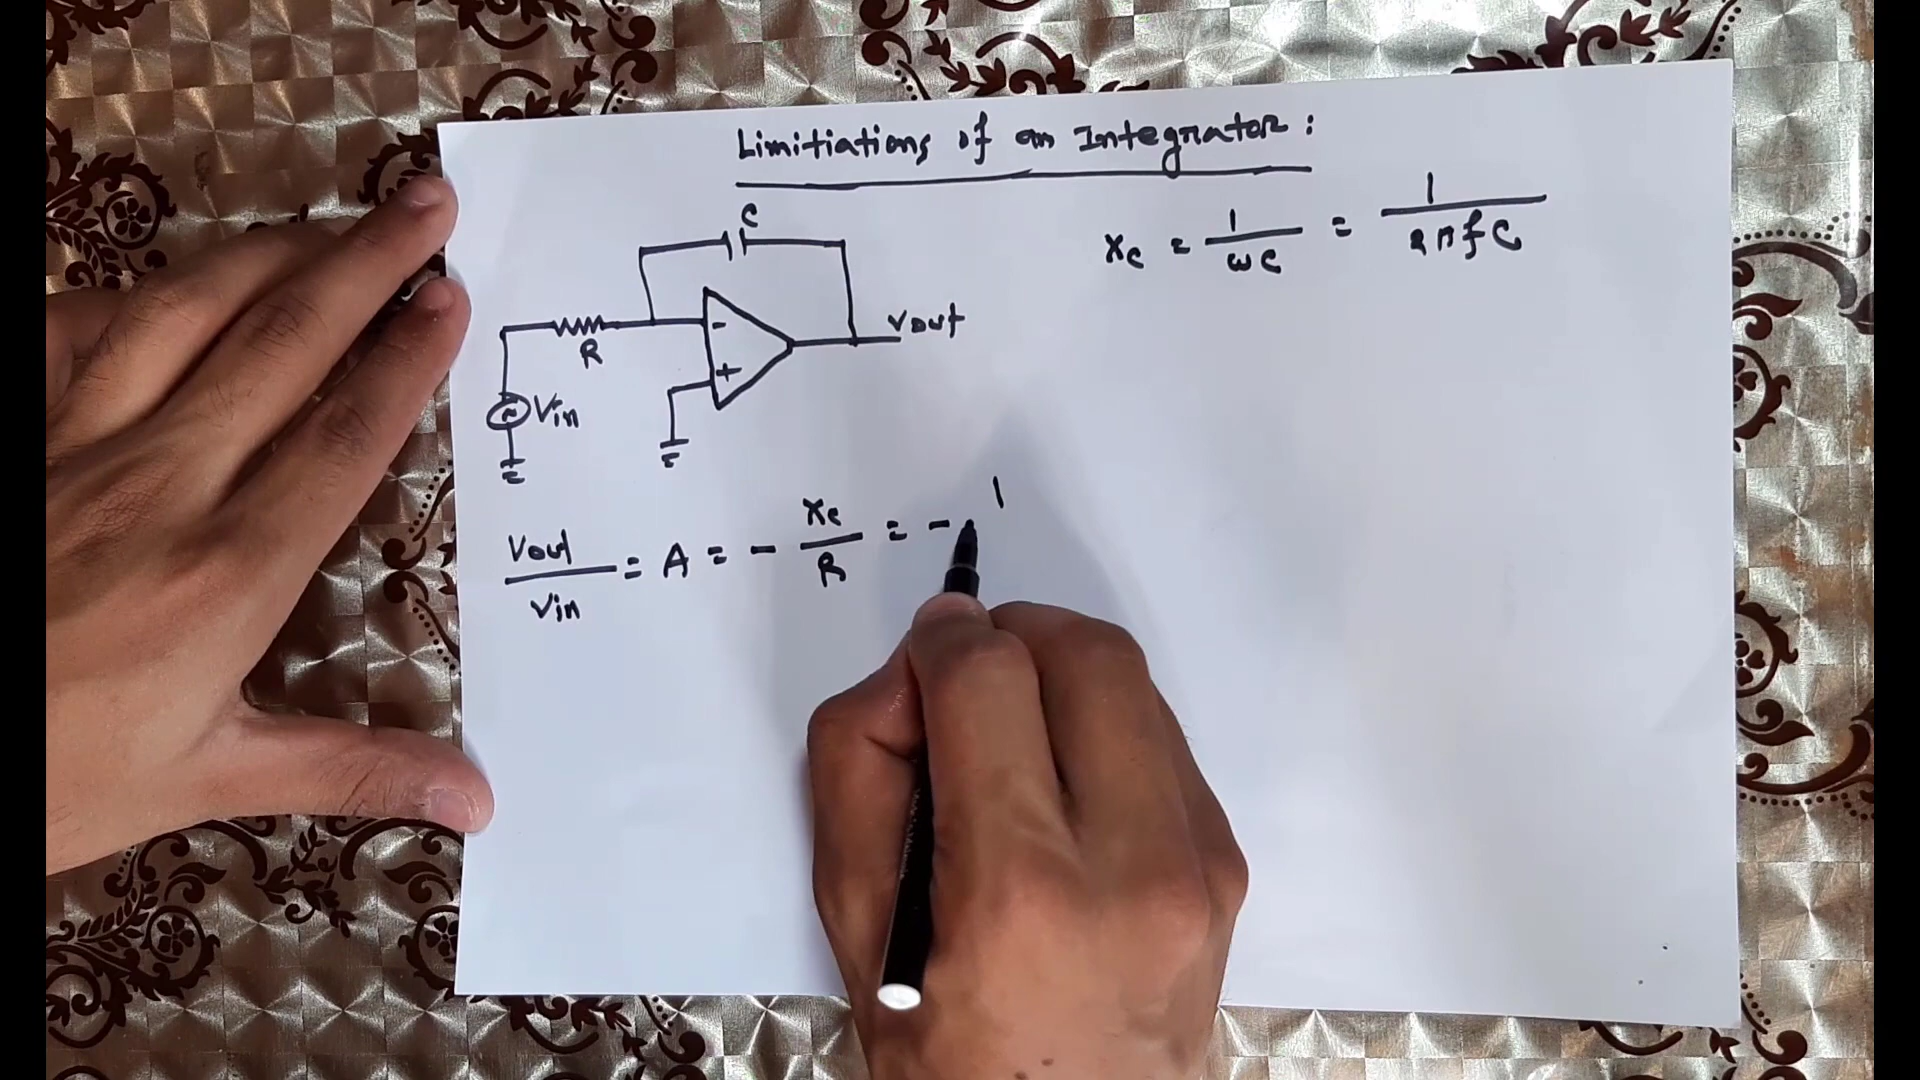 Limitiations of an Integrator :
C
Xc = 1/ωC = 1/2πfC
R
-
+
Vout
Vin
Vout/Vin = A = - Xc/R = - 1